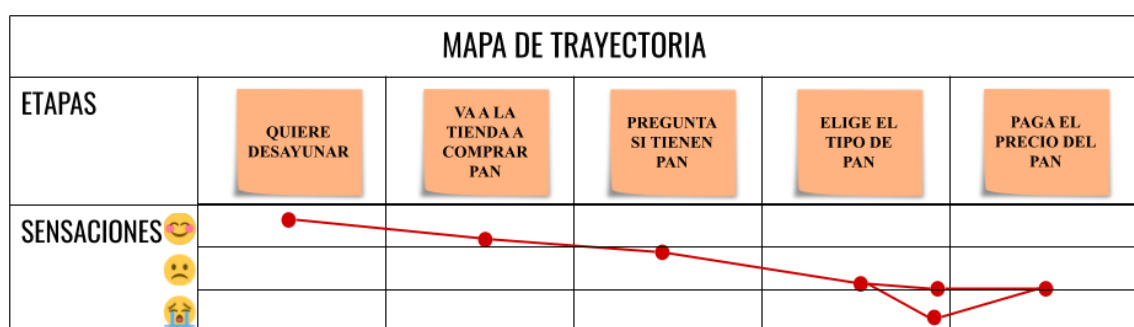 MAPA DE TRAYECTORIA
ETAPAS
QUIERE
DESAYUNAR
VA A LA
TIENDA A
COMPRAR
PAN
PREGUNTA
SI TIENEN
PAN
ELIGE EL
TIPO DE
PAN
PAGA EL
PRECIO DEL
PAN
SENSACIONES